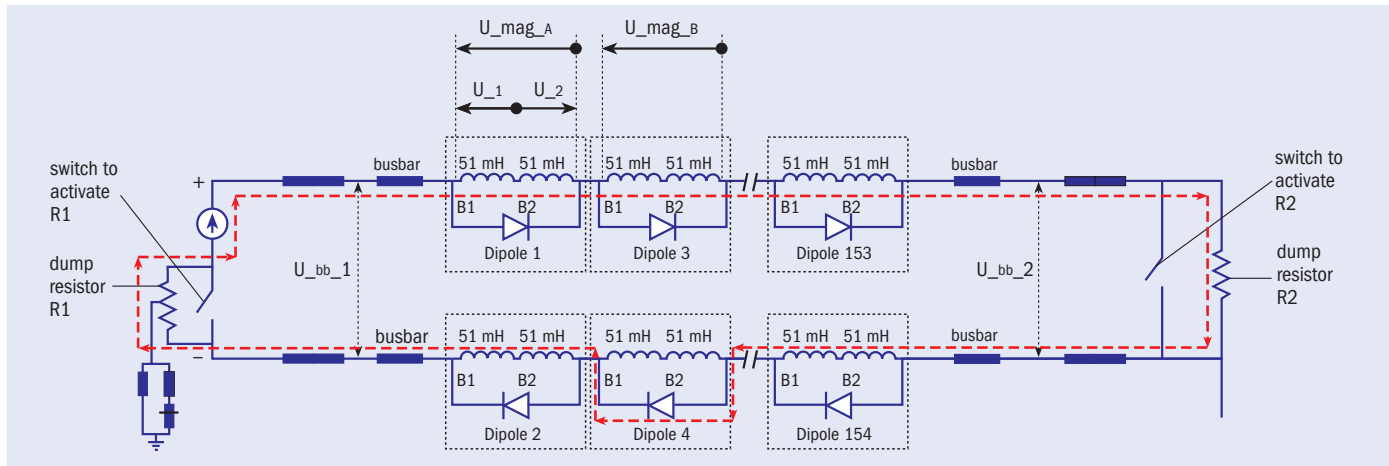 U_mag_A
U_mag_B
U_1
U_2
switch to
activate
R1
+
busbar
51 mH 51 mH
51 mH 51 mH
51 mH 51 mH
busbar
switch to
activate
R2
B1
B2
Dipole 1
B1
B2
Dipole 3
B1
B2
Dipole 153
dump
resistor
R1
U_bb_1
U_bb_2
dump
resistor
R2
–
busbar
51 mH 51 mH
51 mH 51 mH
51 mH 51 mH
busbar
B1
B2
Dipole 2
B1
B2
Dipole 4
B1
B2
Dipole 154